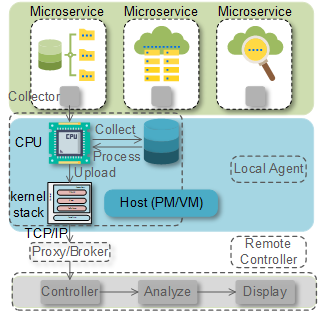 Microservice Microservice Microservice
Collector
CPU
CPU
Collect
Process
Upload
Local Agent
kernel
stack
Host (PM/VM)
TCP/IP
Proxy/Broker
Remote
Controller
Controller Analyze Display